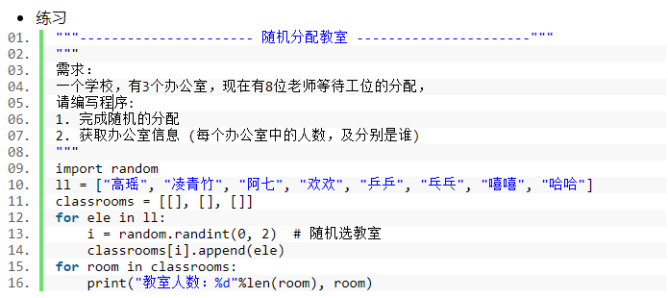 • 练习
01. """---------------------- 随机分配教室 ----------------------"""
02. """
03. 需求：
04. 一个学校，有3个办公室，现在有8位老师等待工位的分配，
05. 请编写程序：
06. 1. 完成随机的分配
07. 2. 获取办公室信息 (每个办公室中的人数，及分别是谁)
08. """
09. import random
10. ll = ["高瑶", "凌青竹", "阿七", "欢欢", "乒乒", "乓乓", "嘻嘻", "哈哈"]
11. classrooms = [[], [], []]
12. for ele in ll:
13.     i = random.randint(0, 2)  # 随机选教室
14.     classrooms[i].append(ele)
15. for room in classrooms:
16.     print("教室人数：%d"%len(room), room)